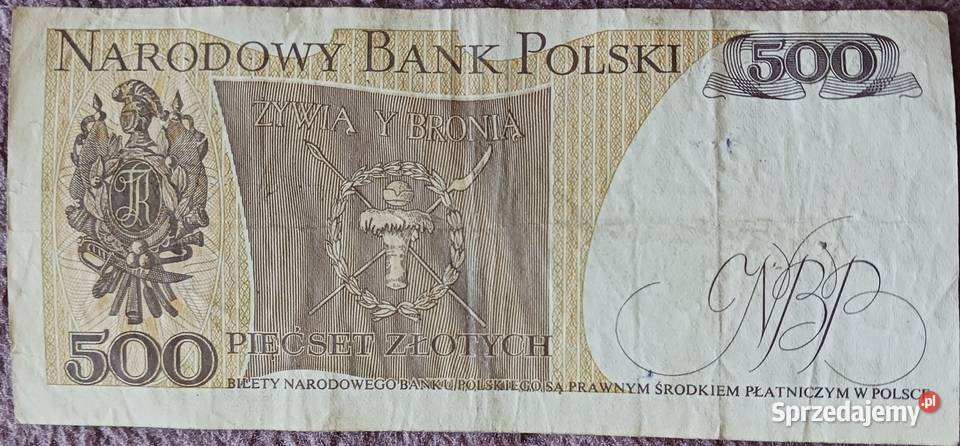 NARODOWY BANK POLSKI
500
ŻYWIĄ Y BRONIĄ
TK
500
PIĘĆSET ZŁOTYCH
NBP
BILETY NARODOWEGO BANKU POLSKIEGO SĄ PRAWNYM ŚRODKIEM PŁATNICZYM W POLSCE
Sprzedajemy.pl